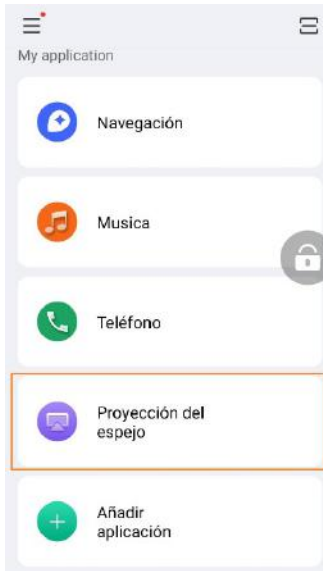 My application
Navegación
Musica
Teléfono
Proyección del
espejo
Añadir
aplicación